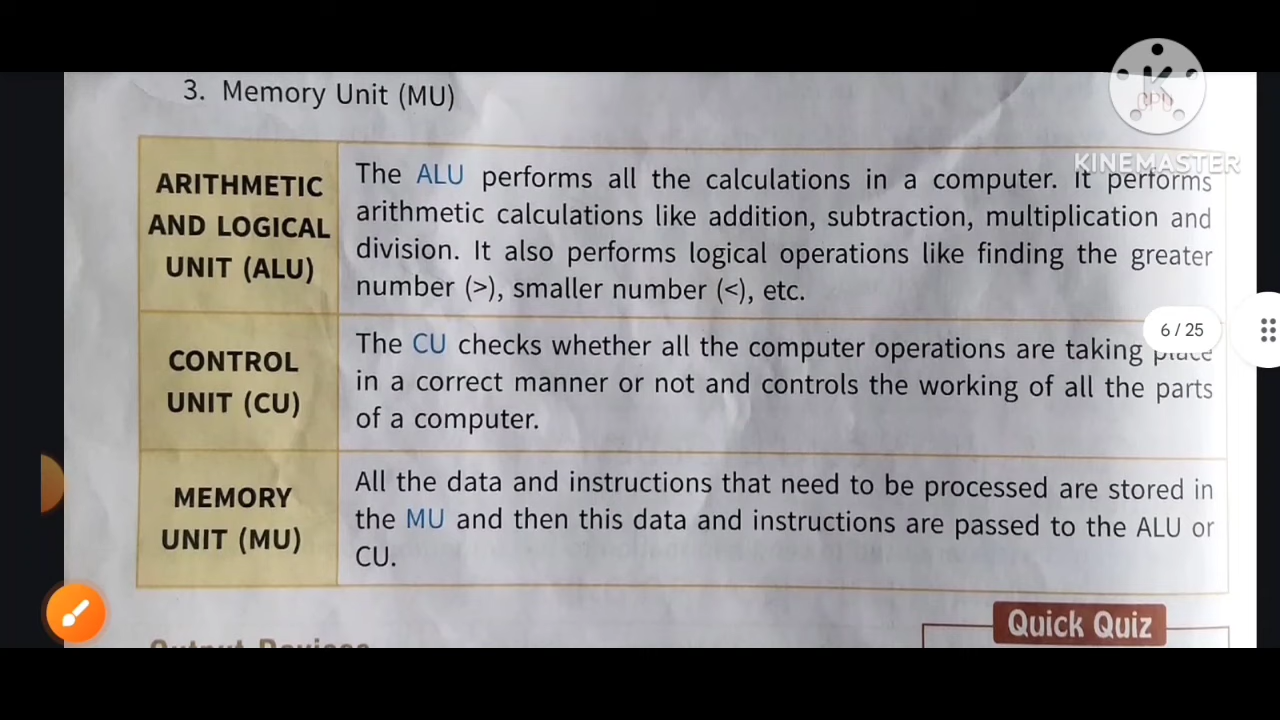 3. Memory Unit (MU)
CPU
KINEMASTER
ARITHMETIC
AND LOGICAL
UNIT (ALU)
The ALU performs all the calculations in a computer. It performs
arithmetic calculations like addition, subtraction, multiplication and
division. It also performs logical operations like finding the greater
number (>), smaller number (<), etc.
6 / 25
CONTROL
UNIT (CU)
The CU checks whether all the computer operations are taking place
in a correct manner or not and controls the working of all the parts
of a computer.
MEMORY
UNIT (MU)
All the data and instructions that need to be processed are stored in
the MU and then this data and instructions are passed to the ALU or
CU.
Output Devices
Quick Quiz